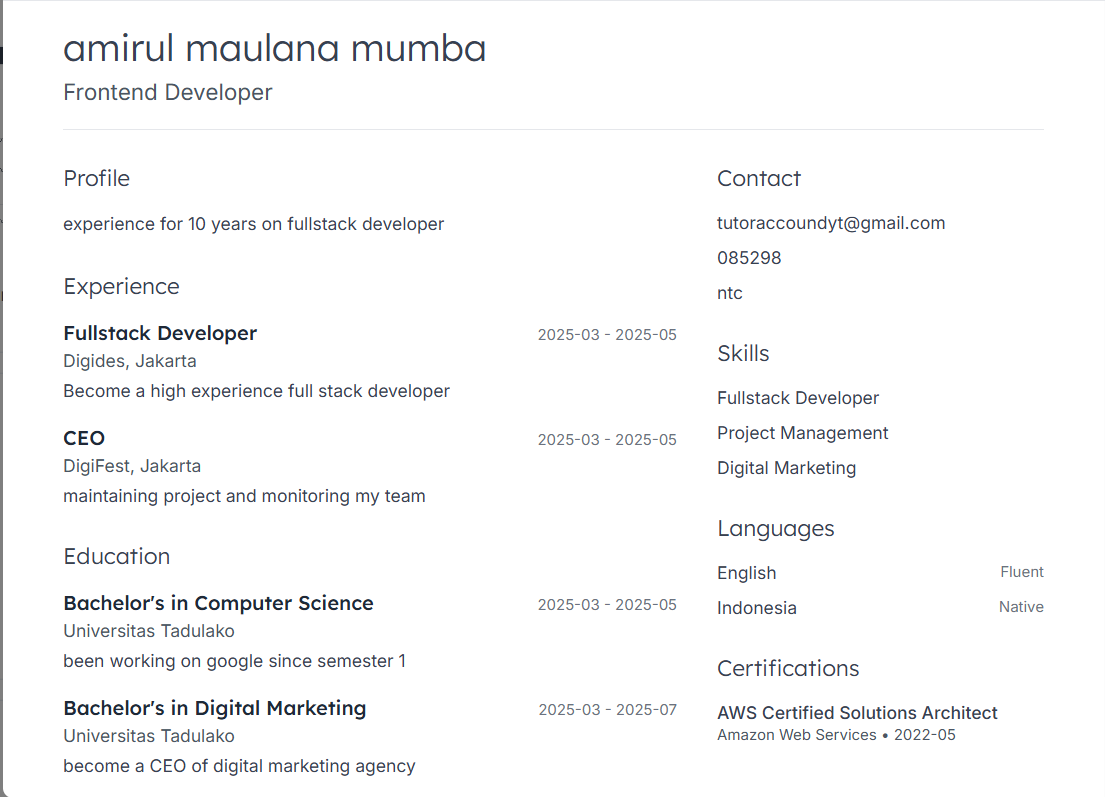 amirul maulana mumba
Frontend Developer
Profile
experience for 10 years on fullstack developer
Experience
Fullstack Developer 2025-03 - 2025-05
Digides, Jakarta
Become a high experience full stack developer
CEO 2025-03 - 2025-05
DigiFest, Jakarta
maintaining project and monitoring my team
Education
Bachelor's in Computer Science 2025-03 - 2025-05
Universitas Tadulako
been working on google since semester 1
Bachelor's in Digital Marketing 2025-03 - 2025-07
Universitas Tadulako
become a CEO of digital marketing agency
Contact
tutoraccoundyt@gmail.com
085298
ntc
Skills
Fullstack Developer
Project Management
Digital Marketing
Languages
English Fluent
Indonesia Native
Certifications
AWS Certified Solutions Architect
Amazon Web Services • 2022-05